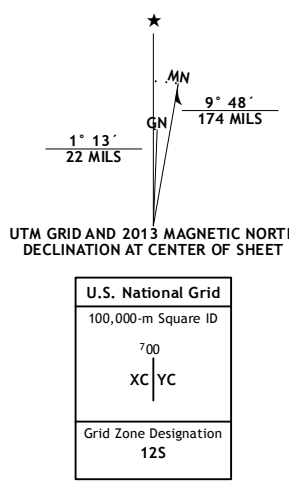 ★
MN
GN
9° 48´
174 MILS
1° 13´
22 MILS
UTM GRID AND 2013 MAGNETIC NORTH
DECLINATION AT CENTER OF SHEET
U.S. National Grid
100,000-m Square ID
⁷00
XC YC
Grid Zone Designation
12S